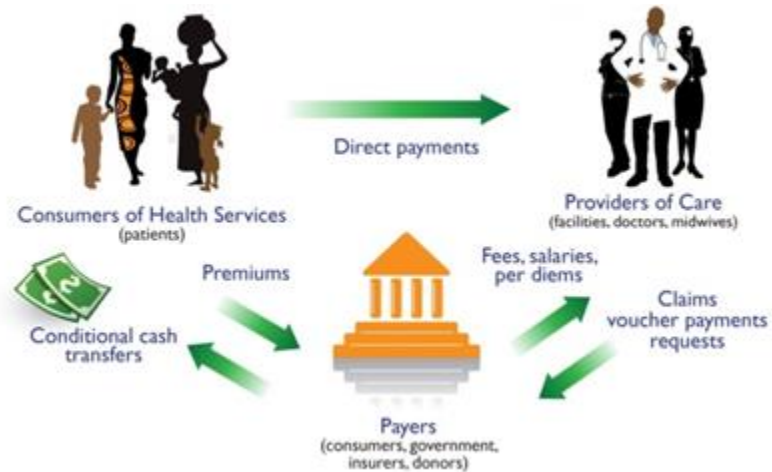 Direct payments
Consumers of Health Services
(patients)
Providers of Care
(facilities, doctors, midwives)
Premiums
Fees, salaries,
per diems
Claims
voucher payments
requests
Conditional cash
transfers
Payers
(consumers, government,
insurers, donors)